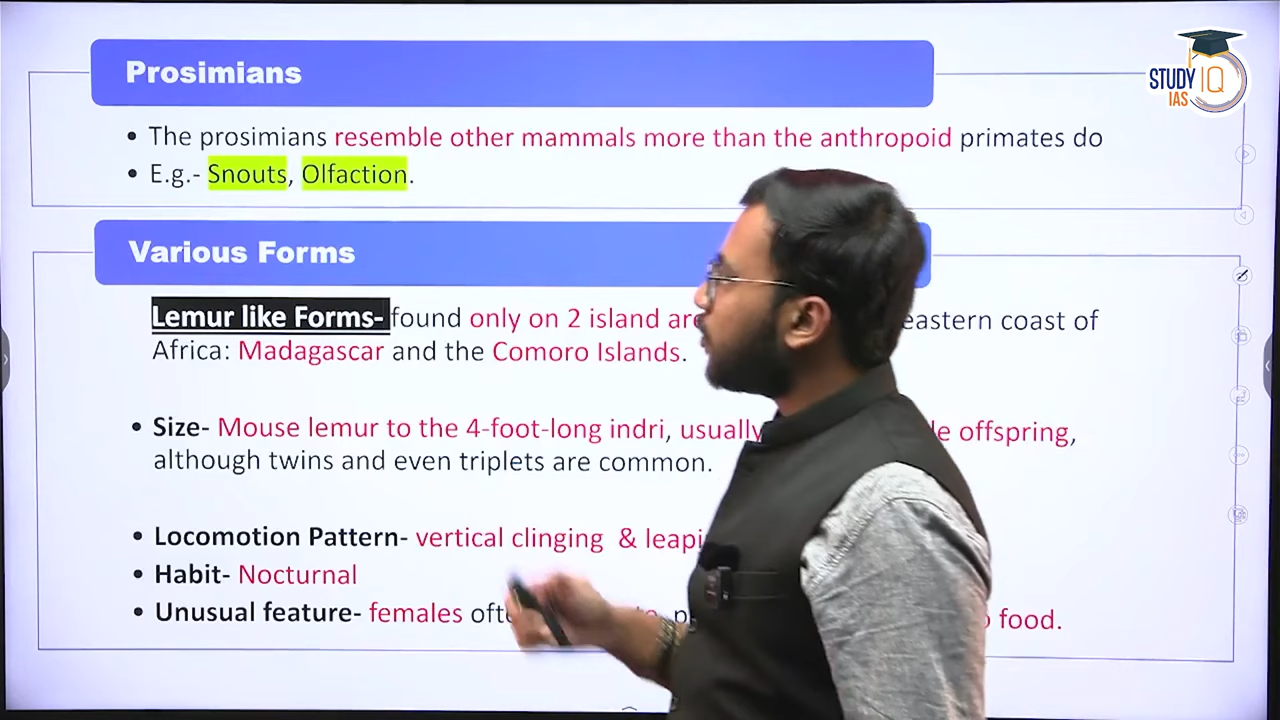 Prosimians
STUDY IQ
IAS
• The prosimians resemble other mammals more than the anthropoid primates do
• E.g.- Snouts, Olfaction.
Various Forms
Lemur like Forms- found only on 2 island eastern coast of
Africa: Madagascar and the Comoro Islands.
• Size- Mouse lemur to the 4-foot-long indri, usually offspring,
although twins and even triplets are common.
• Locomotion Pattern- vertical clinging & leapi
• Habit- Nocturnal
• Unusual feature- females food.